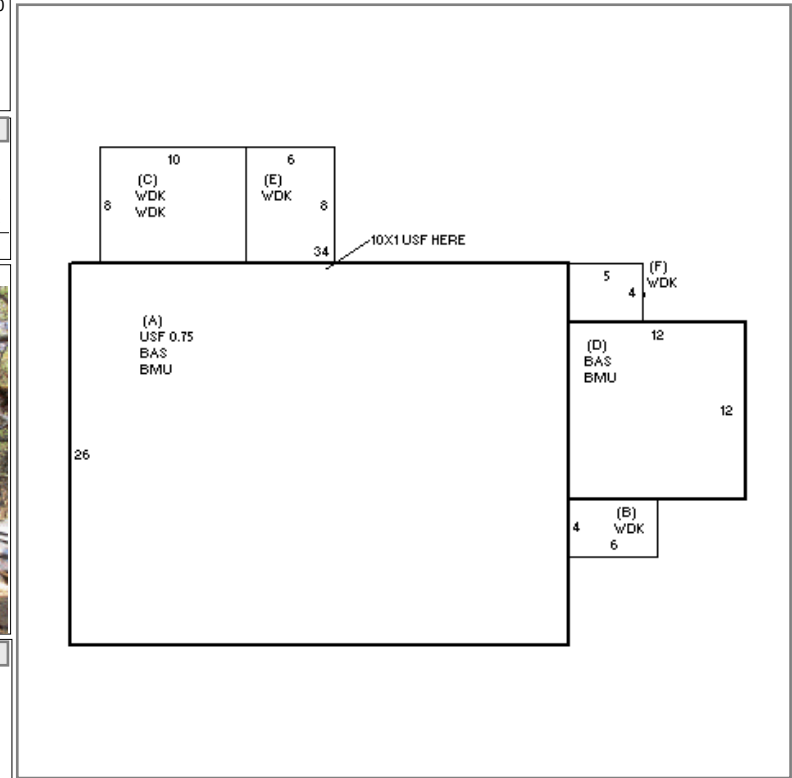 10
6
(C)
WDK
WDK
(E)
WDK
8
8
34
10X1 USF HERE
5
4
(F)
WDK
(A)
USF 0.75
BAS
BMU
12
(D)
BAS
BMU
12
26
(B)
WDK
4
6